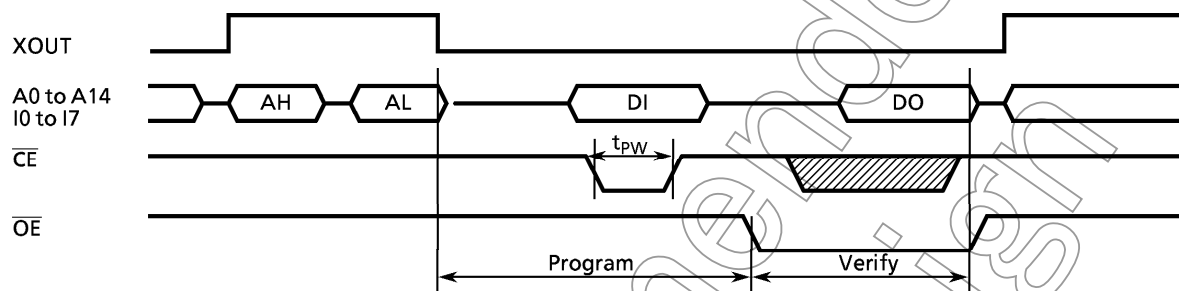 XOUT
A0 to A14
I0 to I7
AH
AL
DI
DO
CE
tPW
OE
Program
Verify